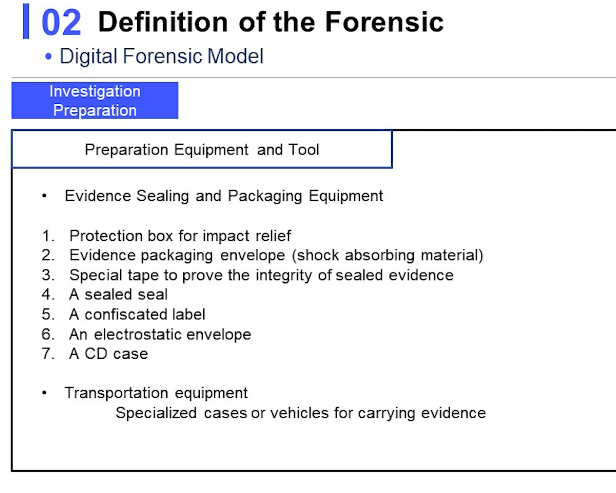 02 Definition of the Forensic
• Digital Forensic Model
Investigation
Preparation
Preparation Equipment and Tool
• Evidence Sealing and Packaging Equipment
1. Protection box for impact relief
2. Evidence packaging envelope (shock absorbing material)
3. Special tape to prove the integrity of sealed evidence
4. A sealed seal
5. A confiscated label
6. An electrostatic envelope
7. A CD case
• Transportation equipment
Specialized cases or vehicles for carrying evidence